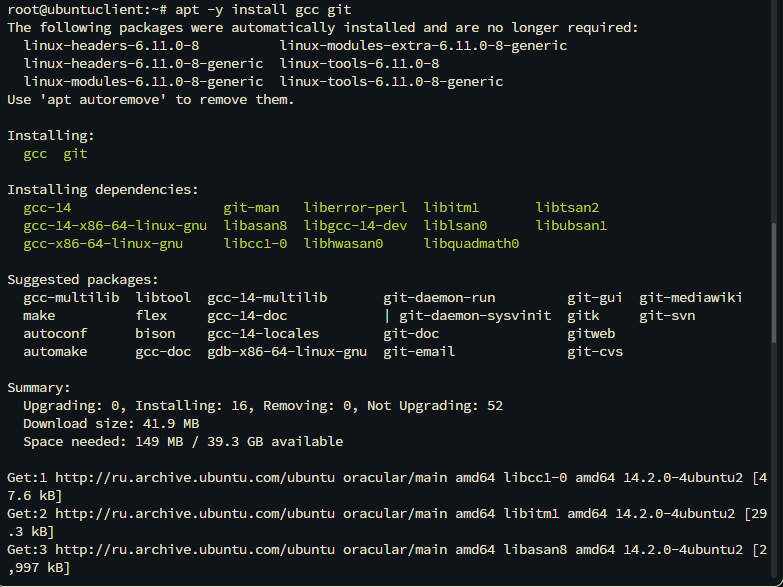 root@ubuntuclient:~# apt -y install gcc git
The following packages were automatically installed and are no longer required:
  linux-headers-6.11.0-8          linux-modules-extra-6.11.0-8-generic
  linux-headers-6.11.0-8-generic  linux-tools-6.11.0-8
  linux-modules-6.11.0-8-generic  linux-tools-6.11.0-8-generic
Use 'apt autoremove' to remove them.

Installing:
  gcc  git

Installing dependencies:
  gcc-14                   git-man   liberror-perl  libitm1       libtsan2
  gcc-14-x86-64-linux-gnu  libasan8  libgcc-14-dev  liblsan0      libubsan1
  gcc-x86-64-linux-gnu     libcc1-0  libhwasan0     libquadmath0

Suggested packages:
  gcc-multilib  libtool  gcc-14-multilib       git-daemon-run        git-gui  git-mediawiki
  make          flex     gcc-14-doc            | git-daemon-sysvinit  gitk     git-svn
  autoconf      bison    gcc-14-locales        git-doc               gitweb
  automake      gcc-doc  gdb-x86-64-linux-gnu  git-email             git-cvs

Summary:
  Upgrading: 0, Installing: 16, Removing: 0, Not Upgrading: 52
  Download size: 41.9 MB
  Space needed: 149 MB / 39.3 GB available

Get:1 http://ru.archive.ubuntu.com/ubuntu oracular/main amd64 libcc1-0 amd64 14.2.0-4ubuntu2 [4
7.6 kB]
Get:2 http://ru.archive.ubuntu.com/ubuntu oracular/main amd64 libitm1 amd64 14.2.0-4ubuntu2 [29
.3 kB]
Get:3 http://ru.archive.ubuntu.com/ubuntu oracular/main amd64 libasan8 amd64 14.2.0-4ubuntu2 [2
,997 kB]